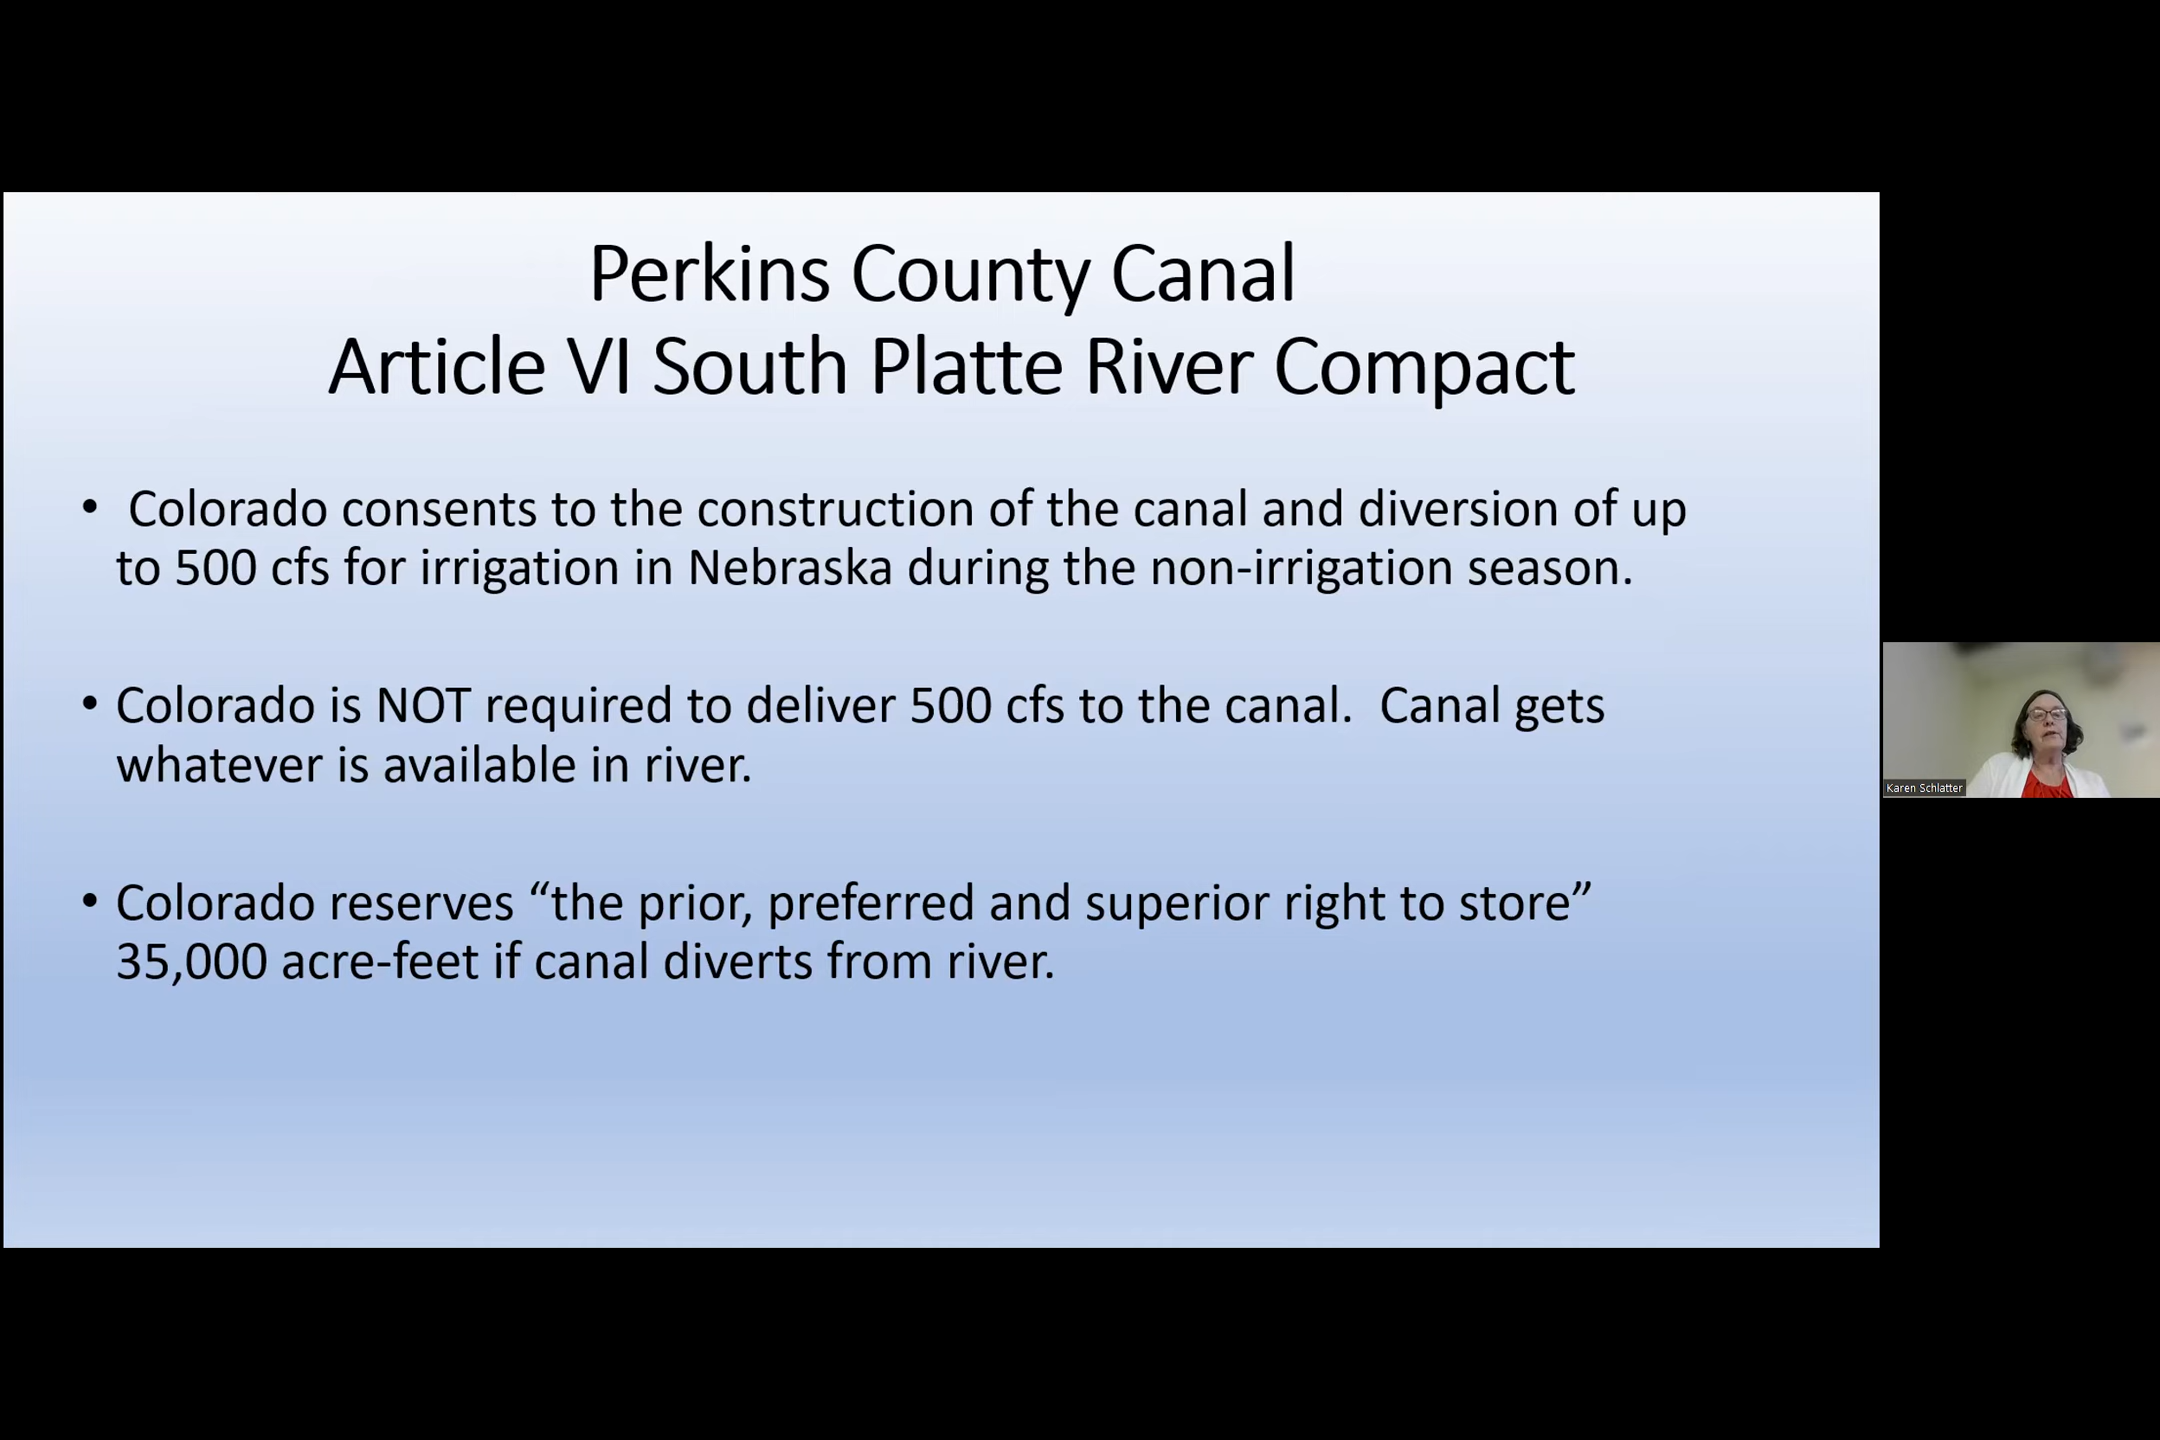 Perkins County Canal
Article VI South Platte River Compact
• Colorado consents to the construction of the canal and diversion of up
to 500 cfs for irrigation in Nebraska during the non-irrigation season.
• Colorado is NOT required to deliver 500 cfs to the canal.  Canal gets
whatever is available in river.
• Colorado reserves “the prior, preferred and superior right to store”
35,000 acre-feet if canal diverts from river.
Karen Schlatter